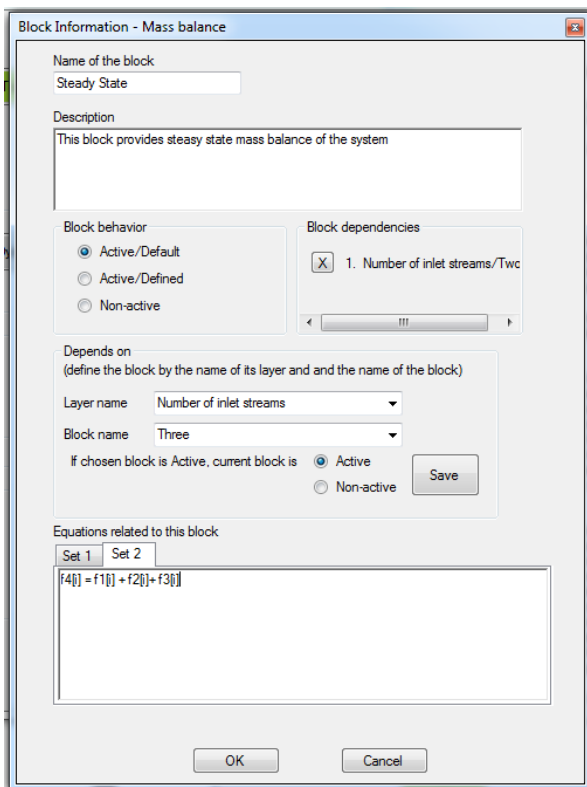 Block Information - Mass balance
Name of the block
Steady State
Description
This block provides steasy state mass balance of the system
Block behavior
Active/Default
Active/Defined
Non-active
Block dependencies
X 1. Number of inlet streams/Two
Depends on
(define the block by the name of its layer and and the name of the block)
Layer name Number of inlet streams
Block name Three
If chosen block is Active, current block is Active
Non-active
Save
Equations related to this block
Set 1 Set 2
f4[i] = f1[i] + f2[i]+ f3[i]
OK Cancel